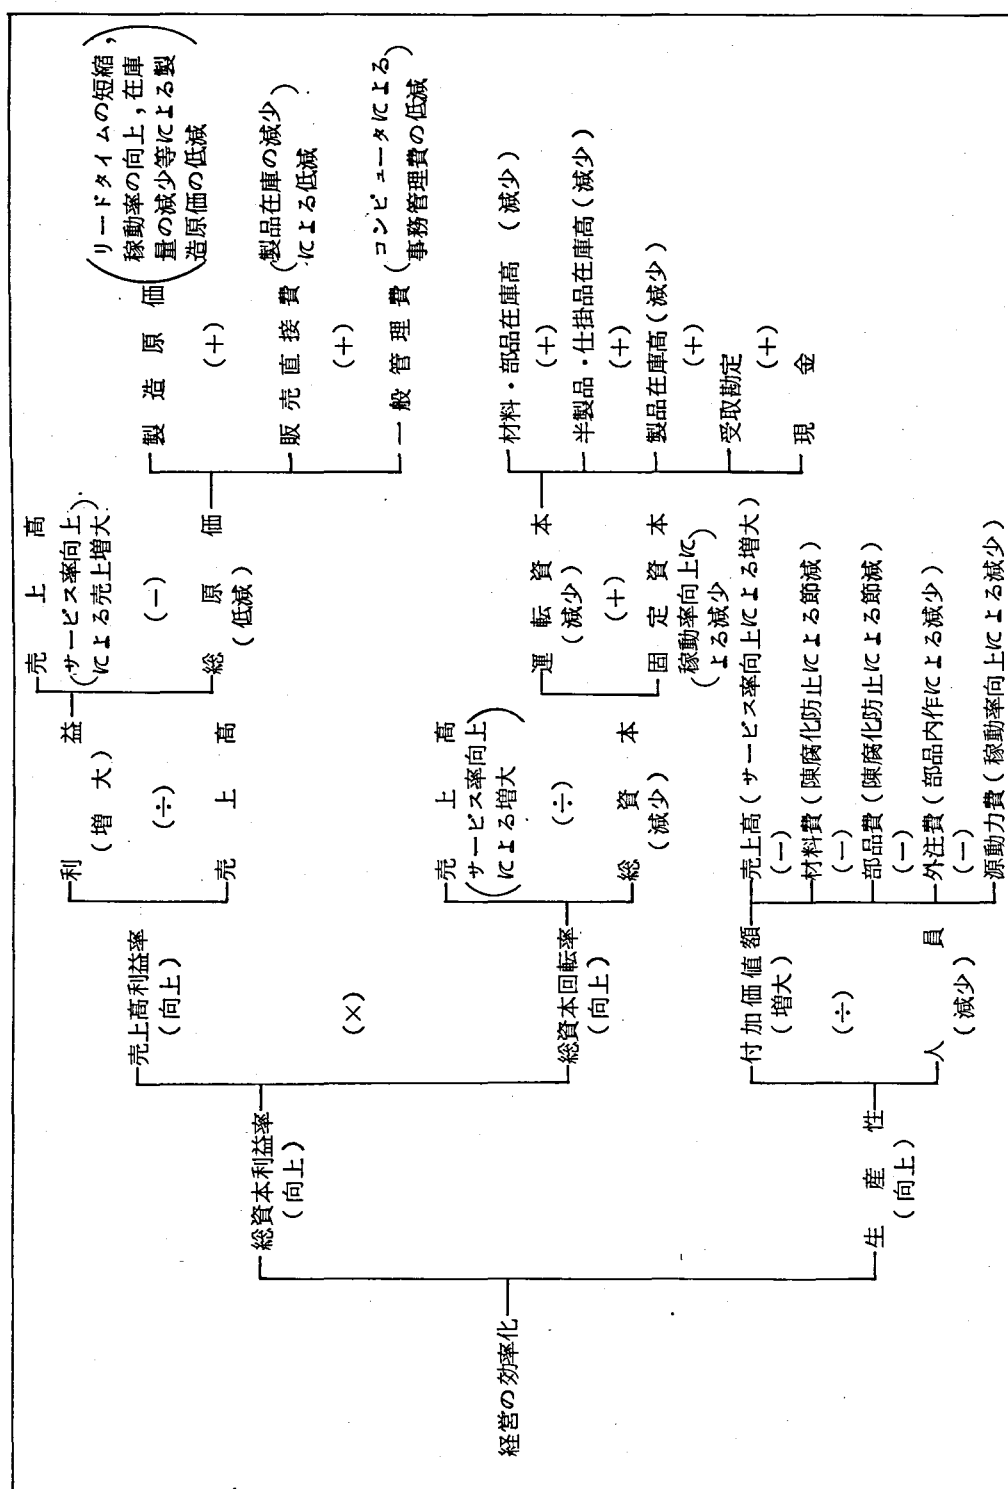 経営の効率化
総資本利益率
(向上)
売上高利益率
(向上)
利益
(増大)
売上高
(サービス率向上による売上増大)
(−)
総原価
(低減)
製造原価(リードタイムの短縮,
稼動率の向上,在庫
量の減少等による製
造原価の低減)
(+)
販売直接費(製品在庫の減少
による低減)
(+)
一般管理費(コンピュータによる
事務管理費の低減)
(÷)
売上高
(×)
総資本回転率
(向上)
売上高
(サービス率向上
による増大)
(÷)
総資本
(減少)
運転資本
(減少)
材料・部品在庫高(減少)
(+)
半製品・仕掛品在庫高(減少)
(+)
製品在庫高(減少)
(+)
受取勘定
(+)
現金
(+)
固定資本
(稼動率向上に
よる減少)
生産性
(向上)
付加価値額
(増大)
売上高(サービス率向上による増大)
(−)
材料費(陳腐化防止による節減)
(−)
部品費(陳腐化防止による節減)
(−)
外注費(部品内作による減少)
(−)
源動力費(稼動率向上による減少)
(÷)
人員
(減少)